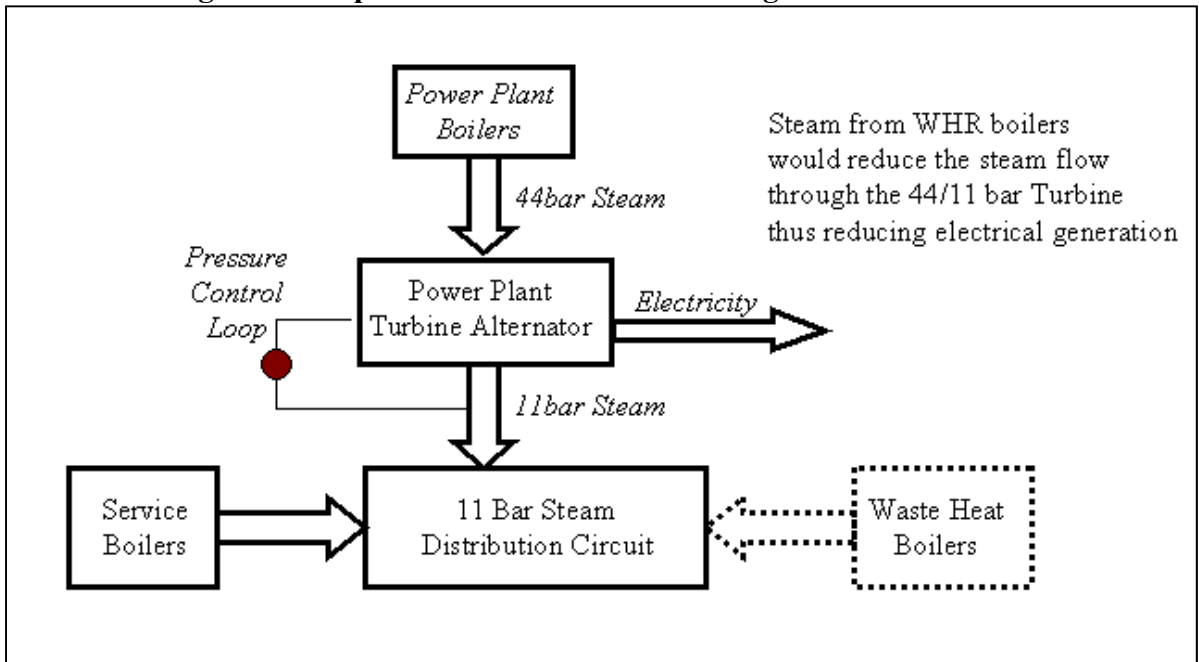 Power Plant
Boilers
Steam from WHR boilers
would reduce the steam flow
through the 44/11 bar Turbine
thus reducing electrical generation
44bar Steam
Pressure
Control
Loop
Power Plant
Turbine Alternator
Electricity
11bar Steam
Service
Boilers
11 Bar Steam
Distribution Circuit
Waste Heat
Boilers